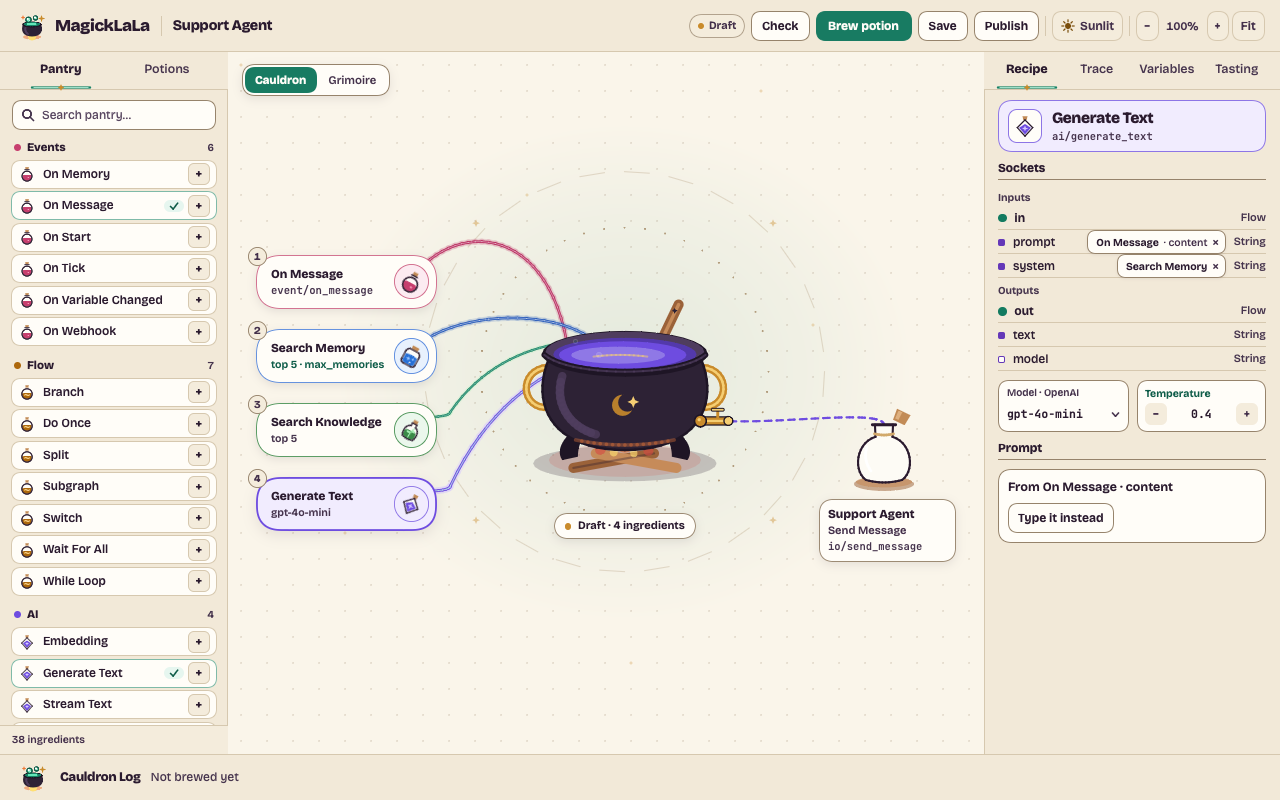 MagickLaLa
Support Agent
Draft
Check
Brew potion
Save
Publish
Sunlit
−
100%
+
Fit
Pantry
Potions
Search pantry...
Events
6
On Memory
+
On Message
+
On Start
+
On Tick
+
On Variable Changed
+
On Webhook
+
Flow
7
Branch
+
Do Once
+
Split
+
Subgraph
+
Switch
+
Wait For All
+
While Loop
+
AI
4
Embedding
+
Generate Text
+
Stream Text
+
38 ingredients
Cauldron
Grimoire
1
On Message
event/on_message
2
Search Memory
top 5 · max_memories
3
Search Knowledge
top 5
4
Generate Text
gpt-4o-mini
Draft · 4 ingredients
Support Agent
Send Message
io/send_message
Recipe
Trace
Variables
Tasting
Generate Text
ai/generate_text
Sockets
Inputs
in
Flow
prompt
On Message · content ×
String
system
Search Memory ×
String
Outputs
out
Flow
text
String
model
String
Model · OpenAI
gpt-4o-mini
Temperature
−
0.4
+
Prompt
From On Message · content
Type it instead
Cauldron Log
Not brewed yet